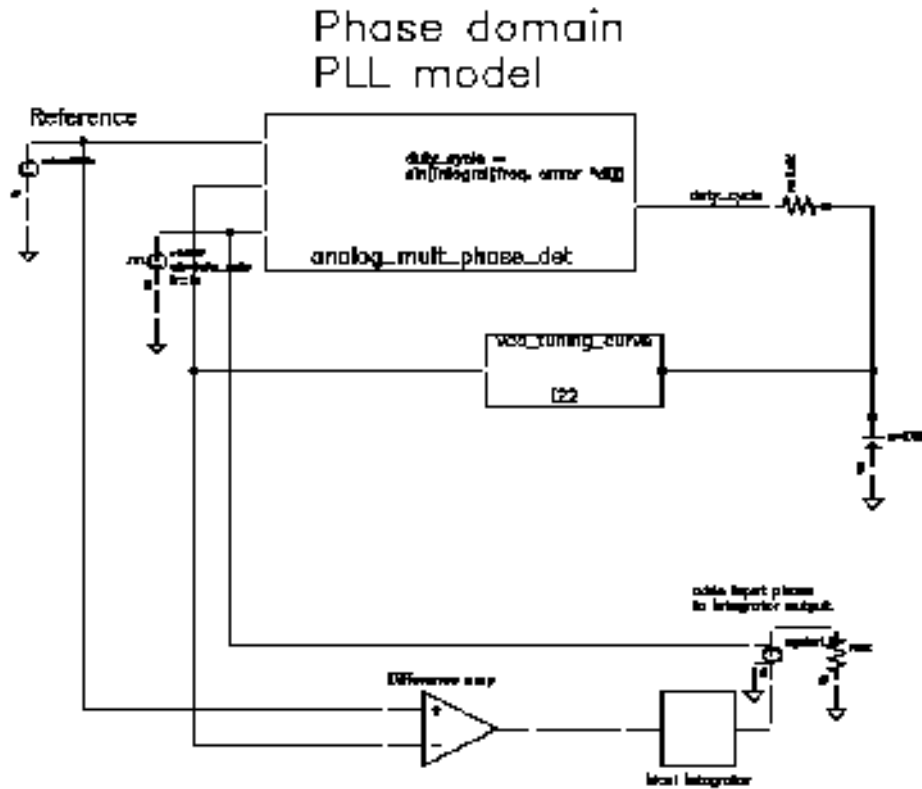 Phase domain
PLL model
Reference
duty_cycle =
sin[integral[freq. error *dt]]
duty_cycle
analog_mult_phase_det
vco_tuning_curve
I22
adds input phase
to integrator output.
Difference amp
Ideal integrator